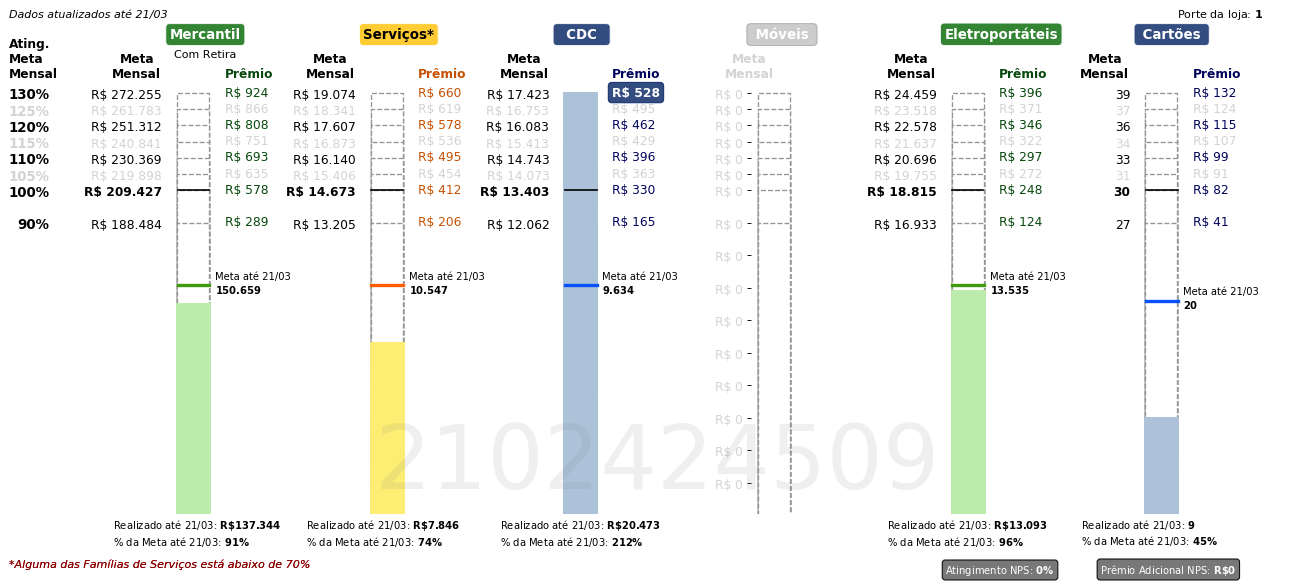 Dados atualizados até 21/03
Porte da loja: 1
Mercantil Serviços* CDC Móveis Eletroportáteis Cartões
Com Retira
Ating. Meta Mensal
Meta Mensal Prêmio Meta Mensal Prêmio Meta Mensal Prêmio Meta Mensal Meta Mensal Prêmio Meta Mensal Prêmio
130% R$ 272.255 R$ 924 R$ 19.074 R$ 660 R$ 17.423 R$ 528 R$ 0 R$ 24.459 R$ 396 39 R$ 132
125% R$ 261.783 R$ 866 R$ 18.341 R$ 619 R$ 16.753 R$ 495 R$ 0 R$ 23.518 R$ 371 37 R$ 124
120% R$ 251.312 R$ 808 R$ 17.607 R$ 578 R$ 16.083 R$ 462 R$ 0 R$ 22.578 R$ 346 36 R$ 115
115% R$ 240.841 R$ 751 R$ 16.873 R$ 536 R$ 15.413 R$ 429 R$ 0 R$ 21.637 R$ 322 34 R$ 107
110% R$ 230.369 R$ 693 R$ 16.140 R$ 495 R$ 14.743 R$ 396 R$ 0 R$ 20.696 R$ 297 33 R$ 99
105% R$ 219.898 R$ 635 R$ 15.406 R$ 454 R$ 14.073 R$ 363 R$ 0 R$ 19.755 R$ 272 31 R$ 91
100% R$ 209.427 R$ 578 R$ 14.673 R$ 412 R$ 13.403 R$ 330 R$ 0 R$ 18.815 R$ 248 30 R$ 82
90% R$ 188.484 R$ 289 R$ 13.205 R$ 206 R$ 12.062 R$ 165 R$ 0 R$ 16.933 R$ 124 27 R$ 41
R$ 0
Meta até 21/03 Meta até 21/03 Meta até 21/03 Meta até 21/03
150.659 10.547 9.634 R$ 0 13.535
Meta até 21/03
20
R$ 0
R$ 0
R$ 0
R$ 0
R$ 0
R$ 0
2102424509
Realizado até 21/03: R$137.344 Realizado até 21/03: R$7.846 Realizado até 21/03: R$20.473 Realizado até 21/03: R$13.093 Realizado até 21/03: 9
% da Meta até 21/03: 91% % da Meta até 21/03: 74% % da Meta até 21/03: 212% % da Meta até 21/03: 96% % da Meta até 21/03: 45%
*Alguma das Famílias de Serviços está abaixo de 70%
Atingimento NPS: 0% Prêmio Adicional NPS: R$0